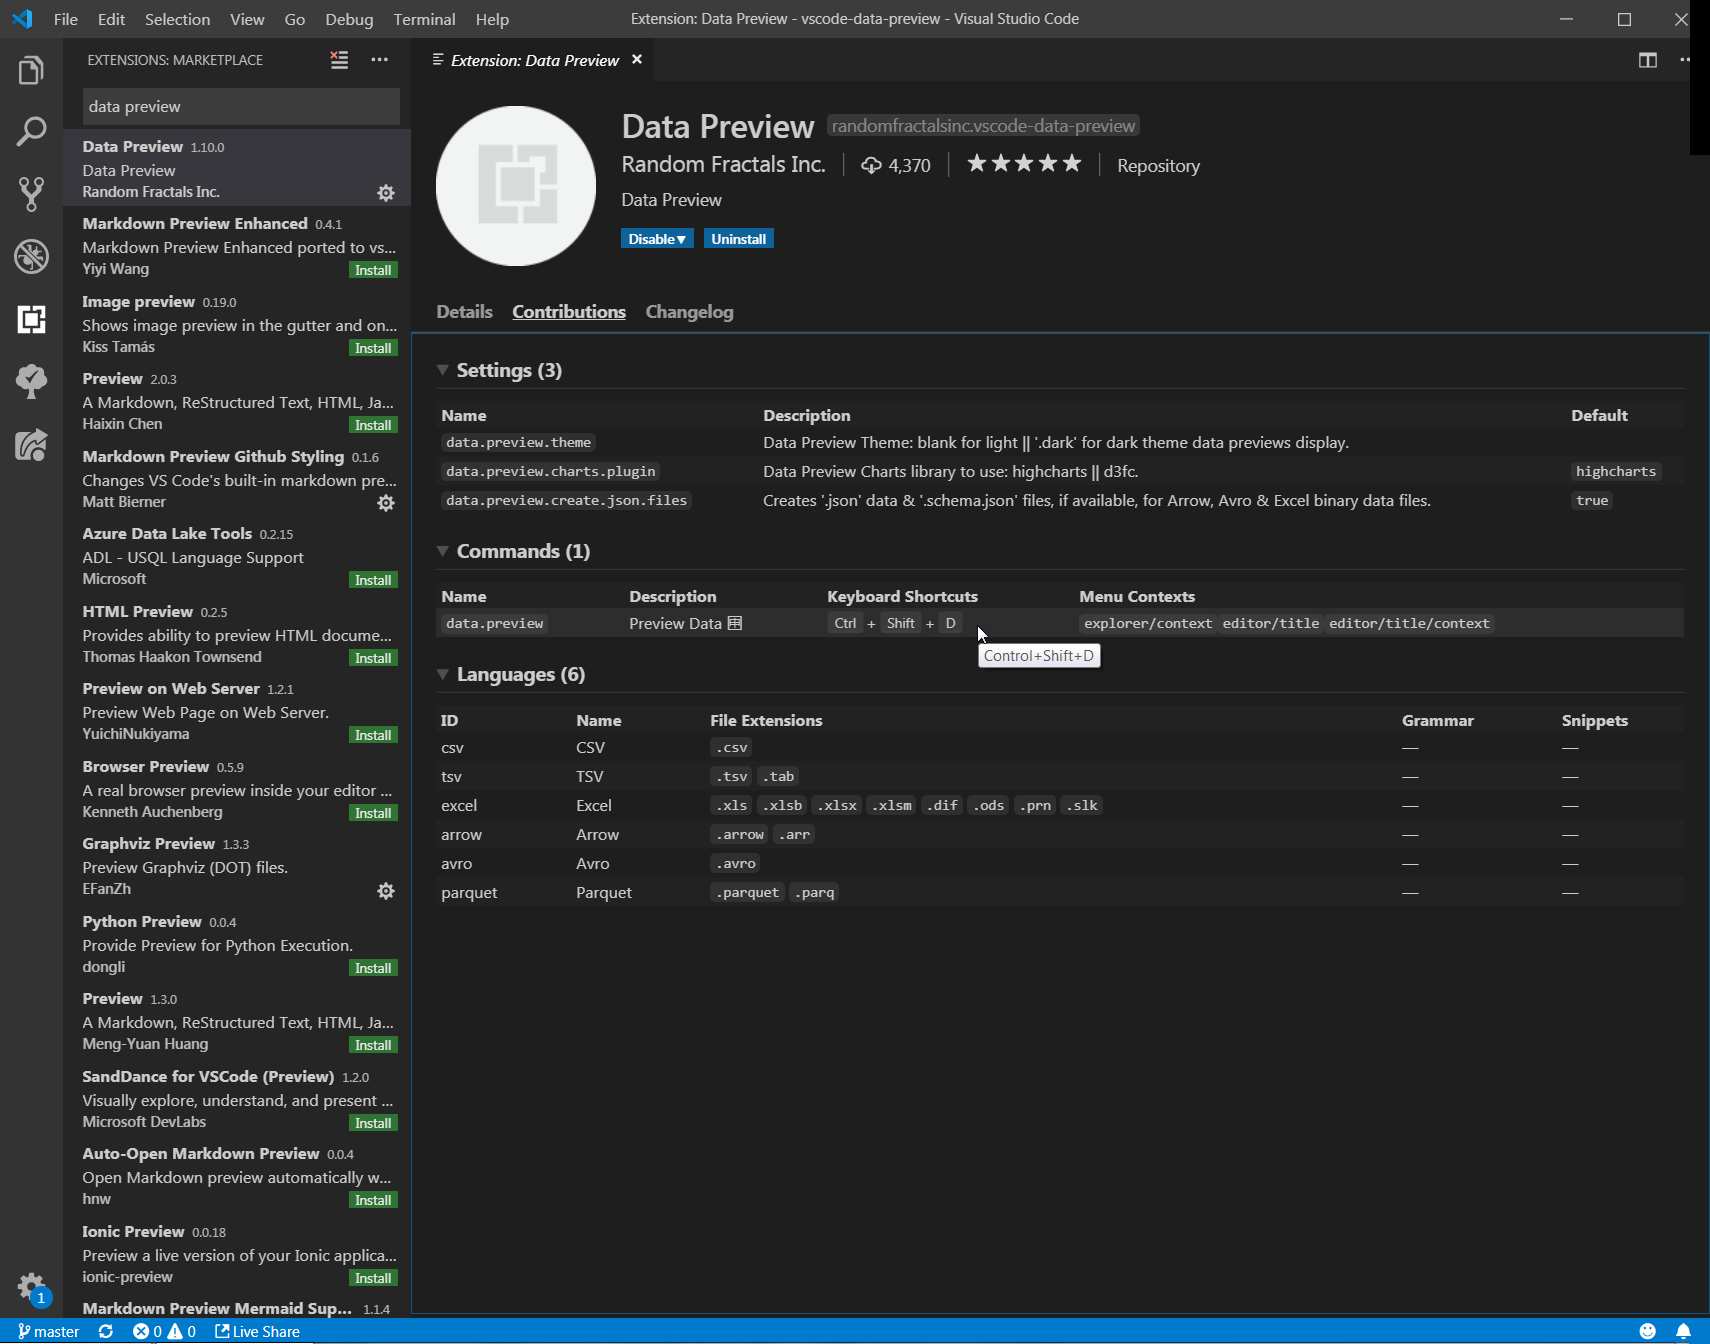 File Edit Selection View Go Debug Terminal Help Extension: Data Preview - vscode-data-preview - Visual Studio Code
EXTENSIONS: MARKETPLACE
data preview
Data Preview 1.10.0
Data Preview
Random Fractals Inc.
Markdown Preview Enhanced 0.4.1
Markdown Preview Enhanced ported to vs...
Yiyi Wang Install
Image preview 0.19.0
Shows image preview in the gutter and on...
Kiss Tamás Install
Preview 2.0.3
A Markdown, ReStructured Text, HTML, Ja...
Haixin Chen Install
Markdown Preview Github Styling 0.1.6
Changes VS Code's built-in markdown pre...
Matt Bierner
Azure Data Lake Tools 0.2.15
ADL - USQL Language Support
Microsoft Install
HTML Preview 0.2.5
Provides ability to preview HTML docume...
Thomas Haakon Townsend Install
Preview on Web Server 1.2.1
Preview Web Page on Web Server.
YuichiNukiyama Install
Browser Preview 0.5.9
A real browser preview inside your editor ...
Kenneth Auchenberg Install
Graphviz Preview 1.3.3
Preview Graphviz (DOT) files.
EFanZh
Python Preview 0.0.4
Provide Preview for Python Execution.
dongli Install
Preview 1.3.0
A Markdown, ReStructured Text, HTML, Ja...
Meng-Yuan Huang Install
SandDance for VSCode (Preview) 1.2.0
Visually explore, understand, and present ...
Microsoft DevLabs Install
Auto-Open Markdown Preview 0.0.4
Open Markdown preview automatically w...
hnw Install
Ionic Preview 0.0.18
Preview a live version of your Ionic applica...
ionic-preview Install
Markdown Preview Mermaid Sup... 1.1.4
Extension: Data Preview
Data Preview randomfractalsinc.vscode-data-preview
Random Fractals Inc. 4,370 ★★★★★ Repository
Data Preview
Disable▼ Uninstall
Details Contributions Changelog
Settings (3)
Name Description Default
data.preview.theme Data Preview Theme: blank for light || '.dark' for dark theme data previews display.
data.preview.charts.plugin Data Preview Charts library to use: highcharts || d3fc. highcharts
data.preview.create.json.files Creates '.json' data & '.schema.json' files, if available, for Arrow, Avro & Excel binary data files. true
Commands (1)
Name Description Keyboard Shortcuts Menu Contexts
data.preview Preview Data Ctrl + Shift + D explorer/context editor/title editor/title/context
Control+Shift+D
Languages (6)
ID Name File Extensions Grammar Snippets
csv CSV .csv — —
tsv TSV .tsv .tab — —
excel Excel .xls .xlsb .xlsx .xlsm .dif .ods .prn .slk — —
arrow Arrow .arrow .arr — —
avro Avro .avro — —
parquet Parquet .parquet .parq — —
1
master 0 0 Live Share